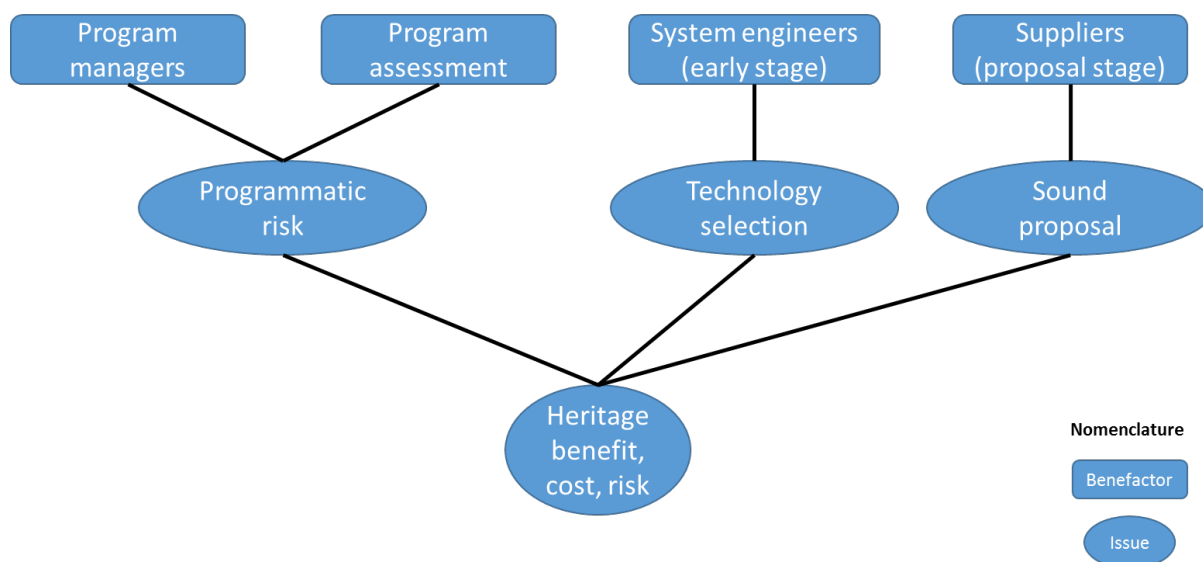 Program
managers
Program
assessment
System engineers
(early stage)
Suppliers
(proposal stage)
Programmatic
risk
Technology
selection
Sound
proposal
Heritage
benefit,
cost, risk
Nomenclature
Benefactor
Issue